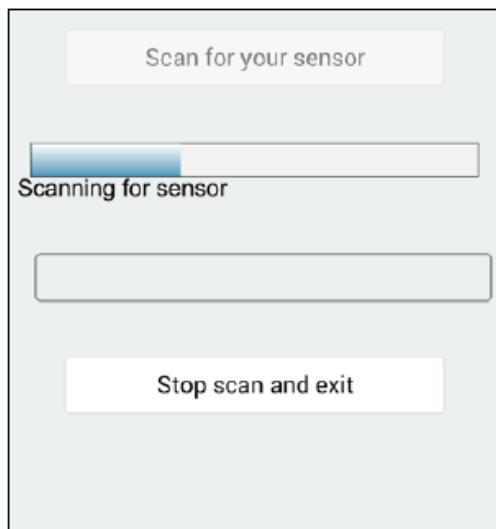 Scan for your sensor
Scanning for sensor
Stop scan and exit